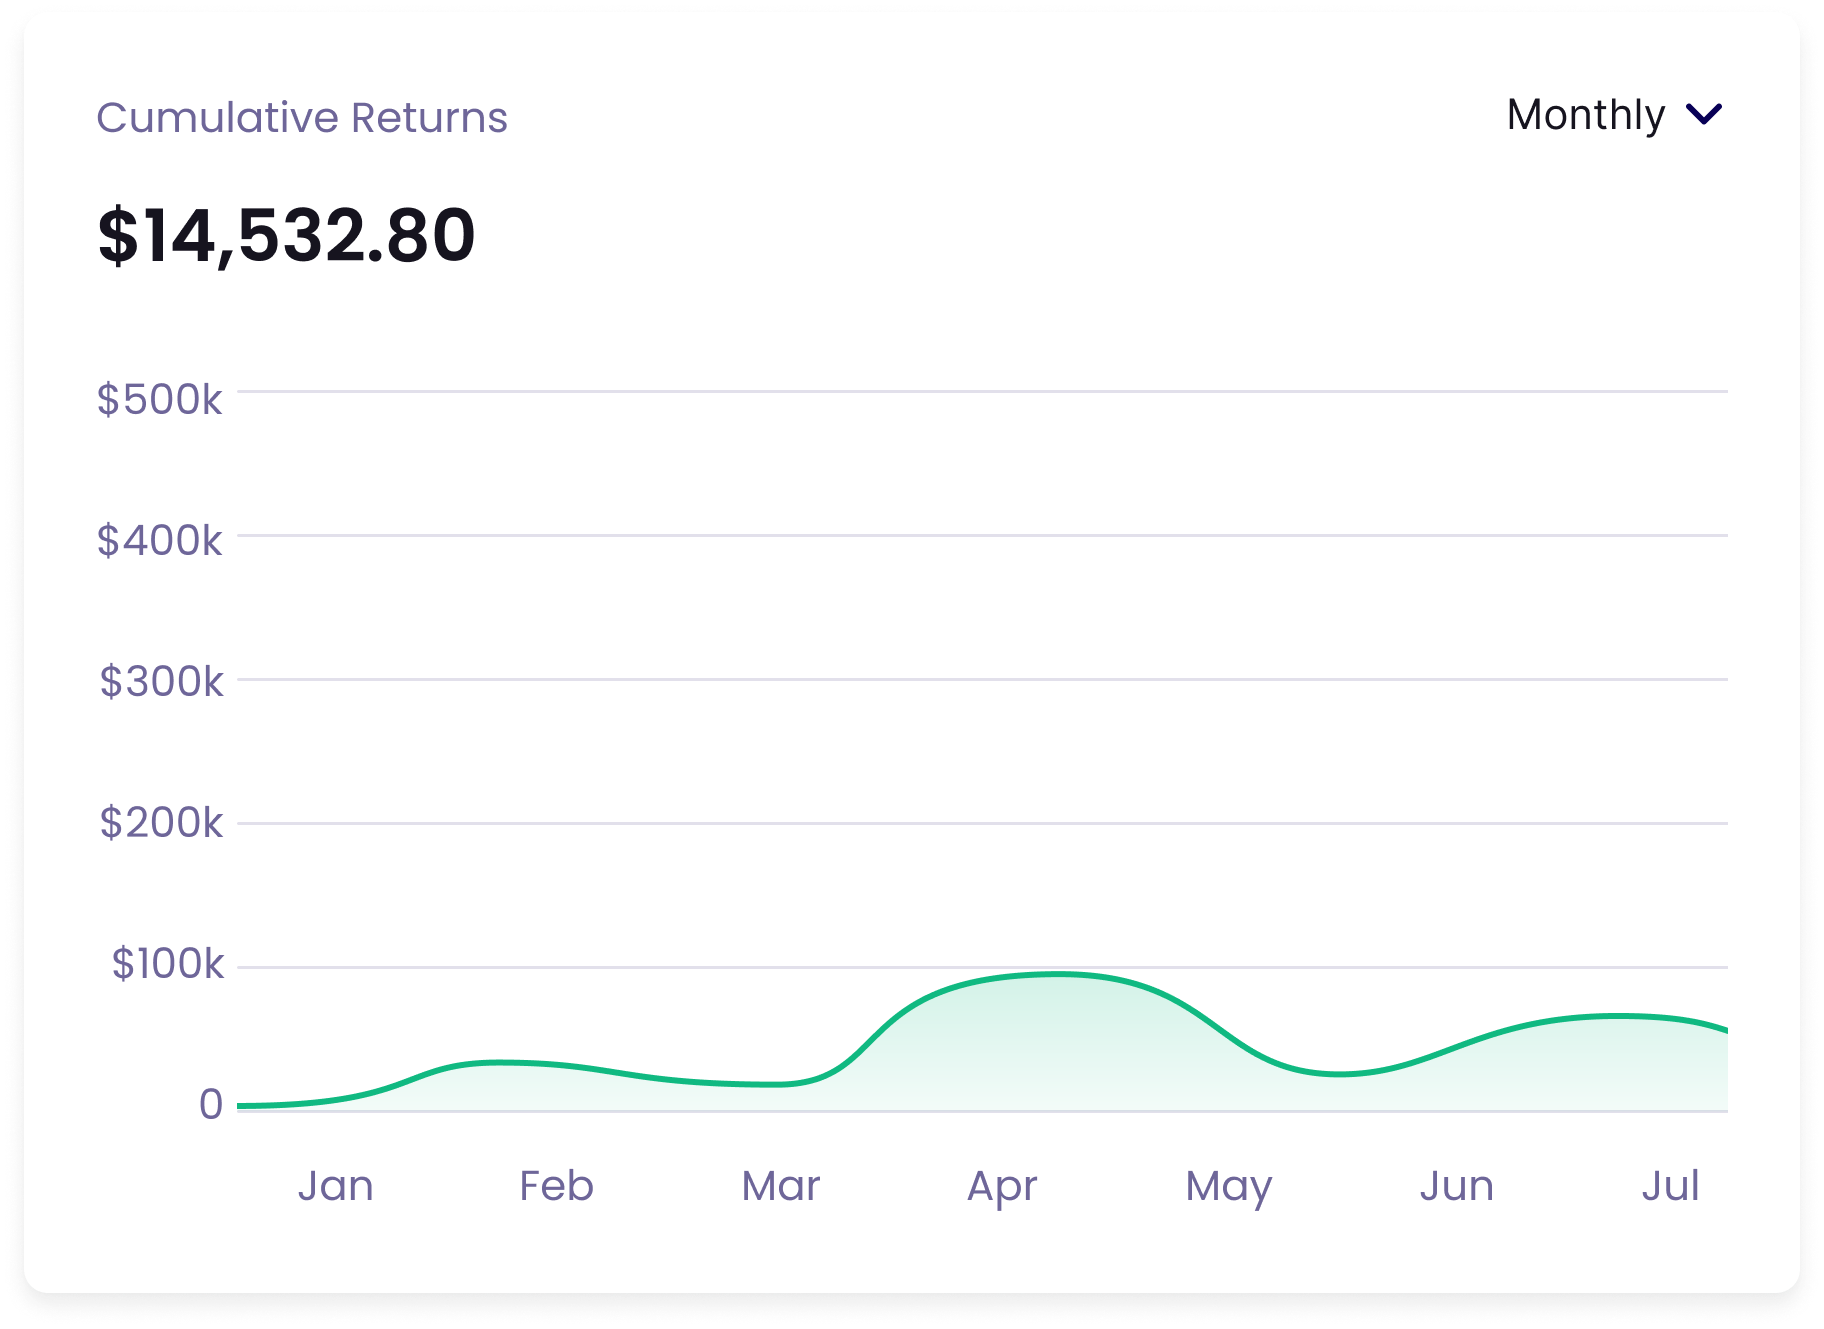 Cumulative Returns
Monthly
$14,532.80
$500k
$400k
$300k
$200k
$100k
0
Jan Feb Mar Apr May Jun Jul